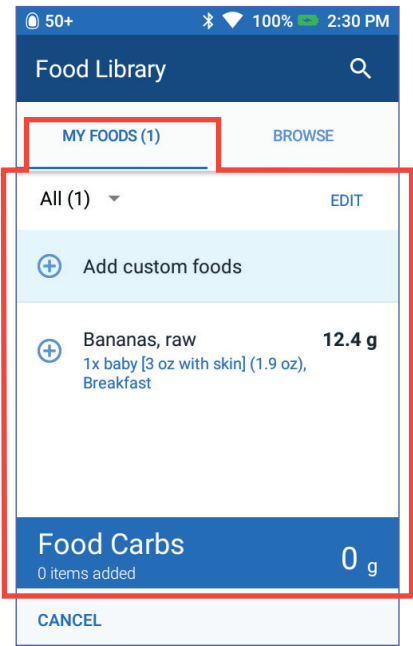 50+ 100% 2:30 PM
Food Library
MY FOODS (1) BROWSE
All (1) EDIT
Add custom foods
Bananas, raw 12.4 g
1x baby [3 oz with skin] (1.9 oz),
Breakfast
Food Carbs
0 items added 0 g
CANCEL